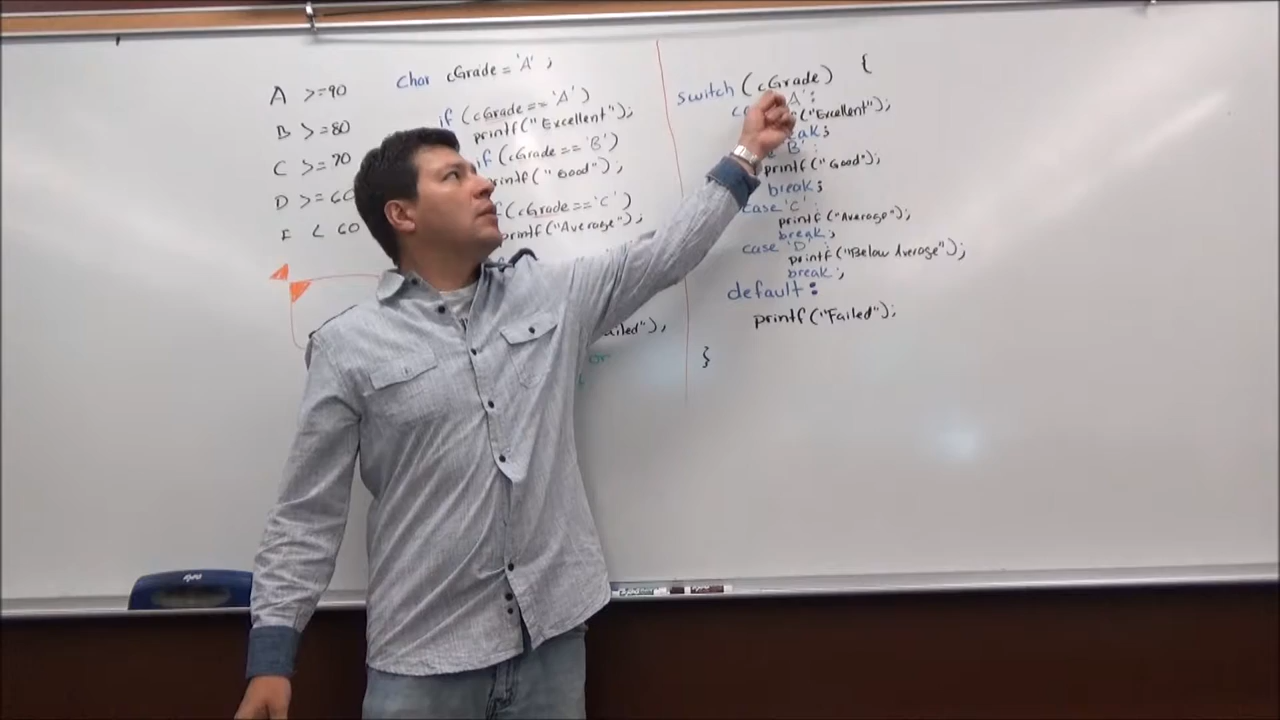 A >=90
B >=80
C >=70
D >=60
F < 60
char cGrade = 'A' ;
if (cGrade == 'A')
printf("Excellent");
if (cGrade == 'B')
printf("Good");
(cGrade=='C')
printf("Average");
or
switch (cGrade) {
'A':
("Excellent");
'B':
printf("Good");
break;
case 'C' :
printf("Average");
break;
case 'D' :
printf("Below Average");
break;
default:
printf("Failed");
}